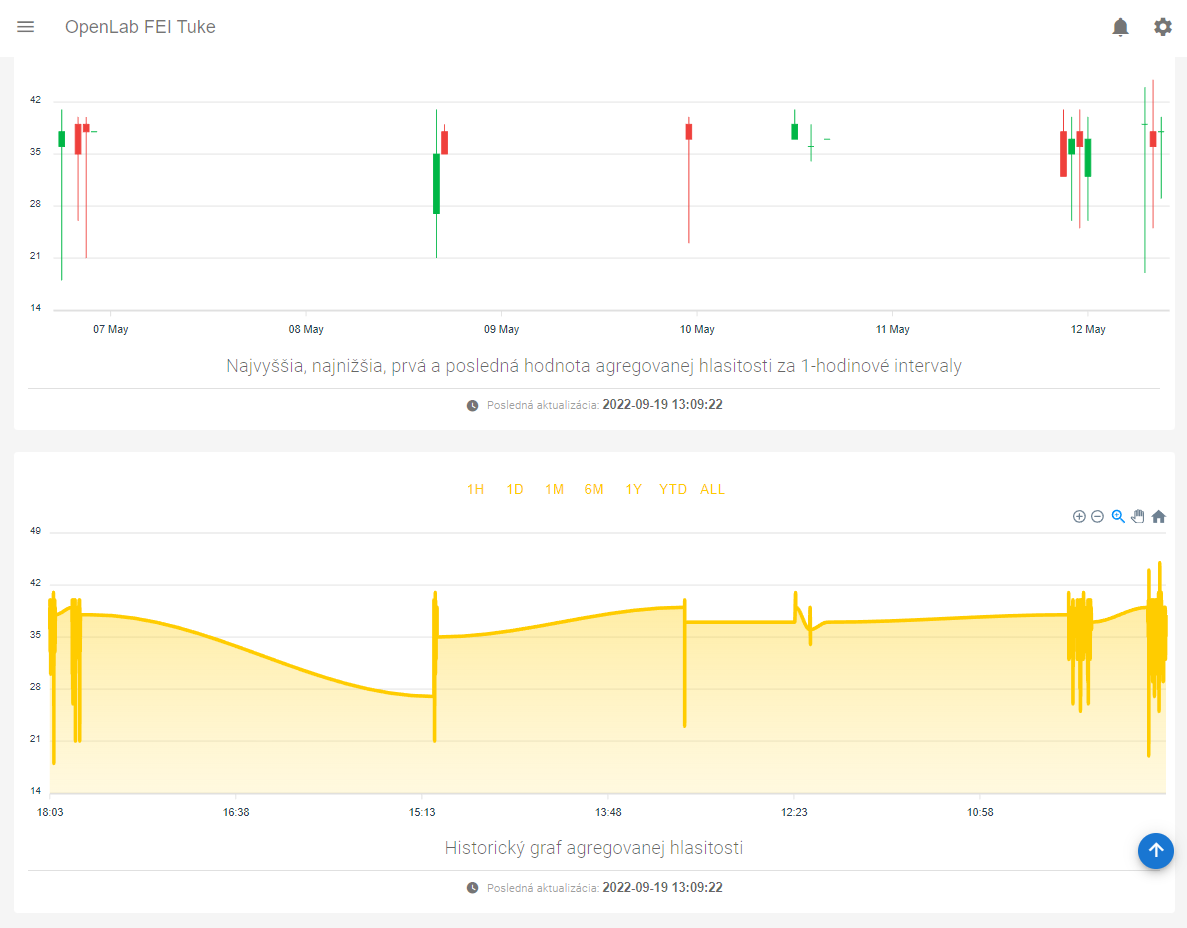 OpenLab FEI Tuke
42
35
28
21
14
07 May 08 May 09 May 10 May 11 May 12 May
Najvyššia, najnižšia, prvá a posledná hodnota agregovanej hlasitosti za 1-hodinové intervaly
Posledná aktualizácia: 2022-09-19 13:09:22
1H 1D 1M 6M 1Y YTD ALL
49
42
35
28
21
14
18:03 16:38 15:13 13:48 12:23 10:58
Historický graf agregovanej hlasitosti
Posledná aktualizácia: 2022-09-19 13:09:22